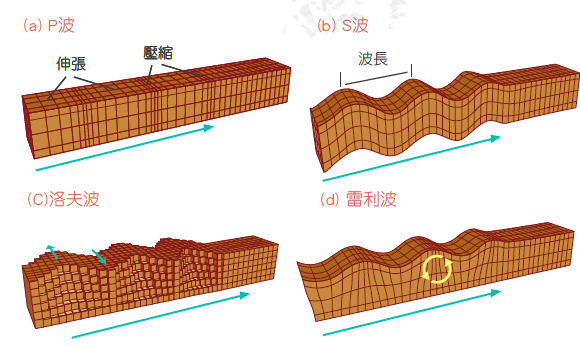 (a) P波
伸張
壓縮
(b) S波
波長
(C)洛夫波
(d) 雷利波